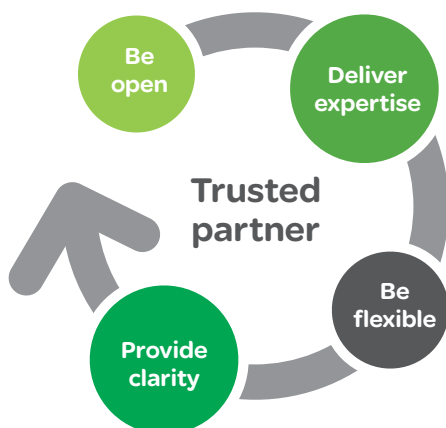 Be
open
Deliver
expertise
Trusted
partner
Be
flexible
Provide
clarity